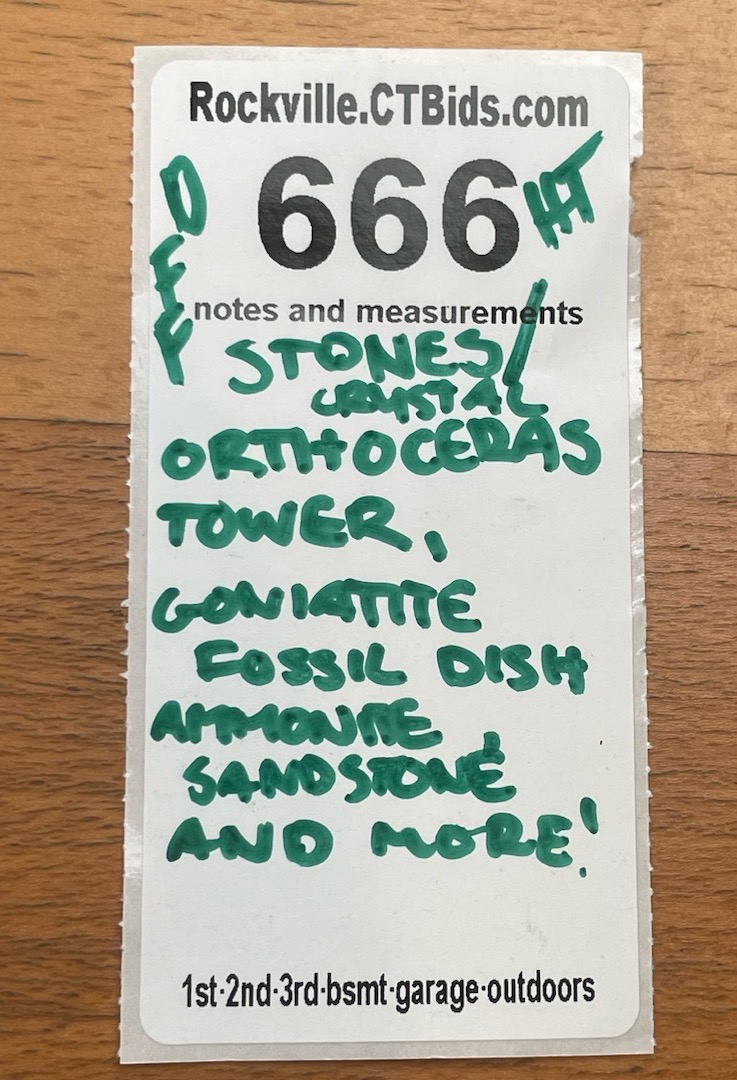 Rockville.CTBids.com
666
HT
OFF
notes and measurements
STONES/
CRYSTAL
ORTHOCERAS
TOWER,
GONIATITE
FOSSIL DISH
AMMONITE
SANDSTONE
AND MORE!
1st·2nd·3rd·bsmt·garage·outdoors